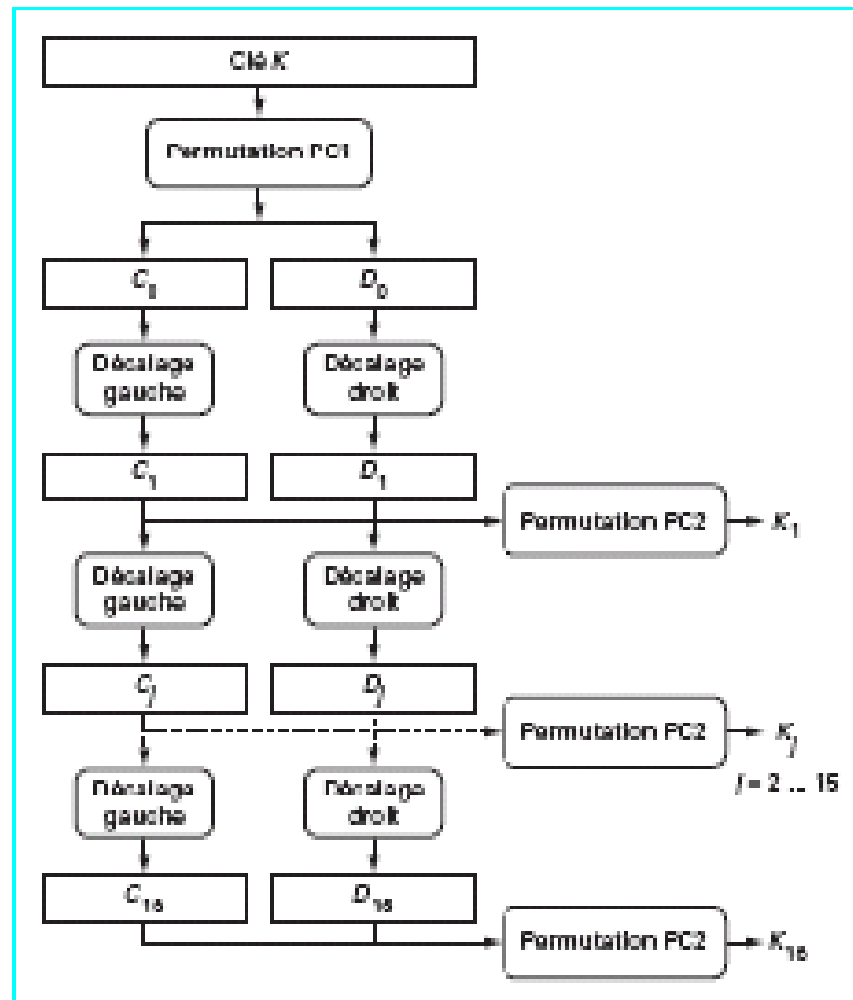 Clé K
Permutation PC1
C0 D0
Décalage gauche
Décalage droit
C1 D1
Permutation PC2 K1
Décalage gauche
Décalage droit
Cj Dj
Permutation PC2 Kj
j = 2 ... 15
Décalage gauche
Décalage droit
C16 D16
Permutation PC2 K16